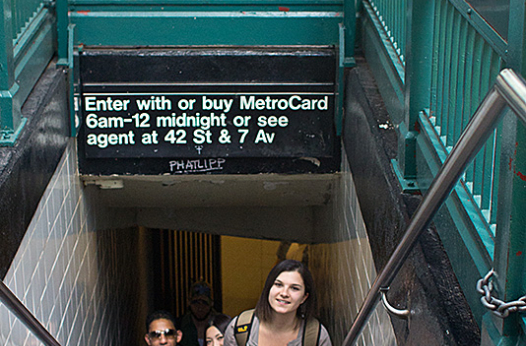 Enter with or buy MetroCard
6am-12 midnight or see
agent at 42 St & 7 Av
PHATLIPP